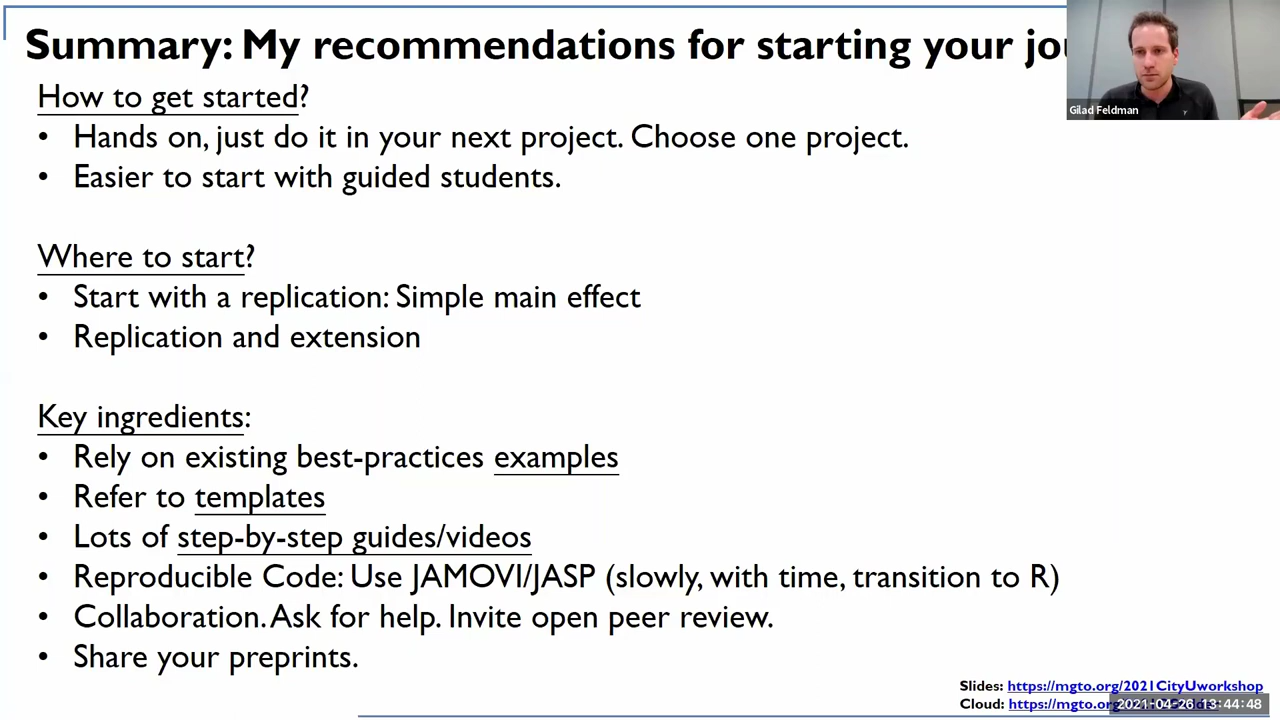 Summary: My recommendations for starting your jou
Gilad Feldman
How to get started?
• Hands on, just do it in your next project. Choose one project.
• Easier to start with guided students.
Where to start?
• Start with a replication: Simple main effect
• Replication and extension
Key ingredients:
• Rely on existing best-practices examples
• Refer to templates
• Lots of step-by-step guides/videos
• Reproducible Code: Use JAMOVI/JASP (slowly, with time, transition to R)
• Collaboration. Ask for help. Invite open peer review.
• Share your preprints.
Slides: https://mgto.org/2021CityUworkshop
Cloud: https://mgto.org/
2021-04-26 13:44:48